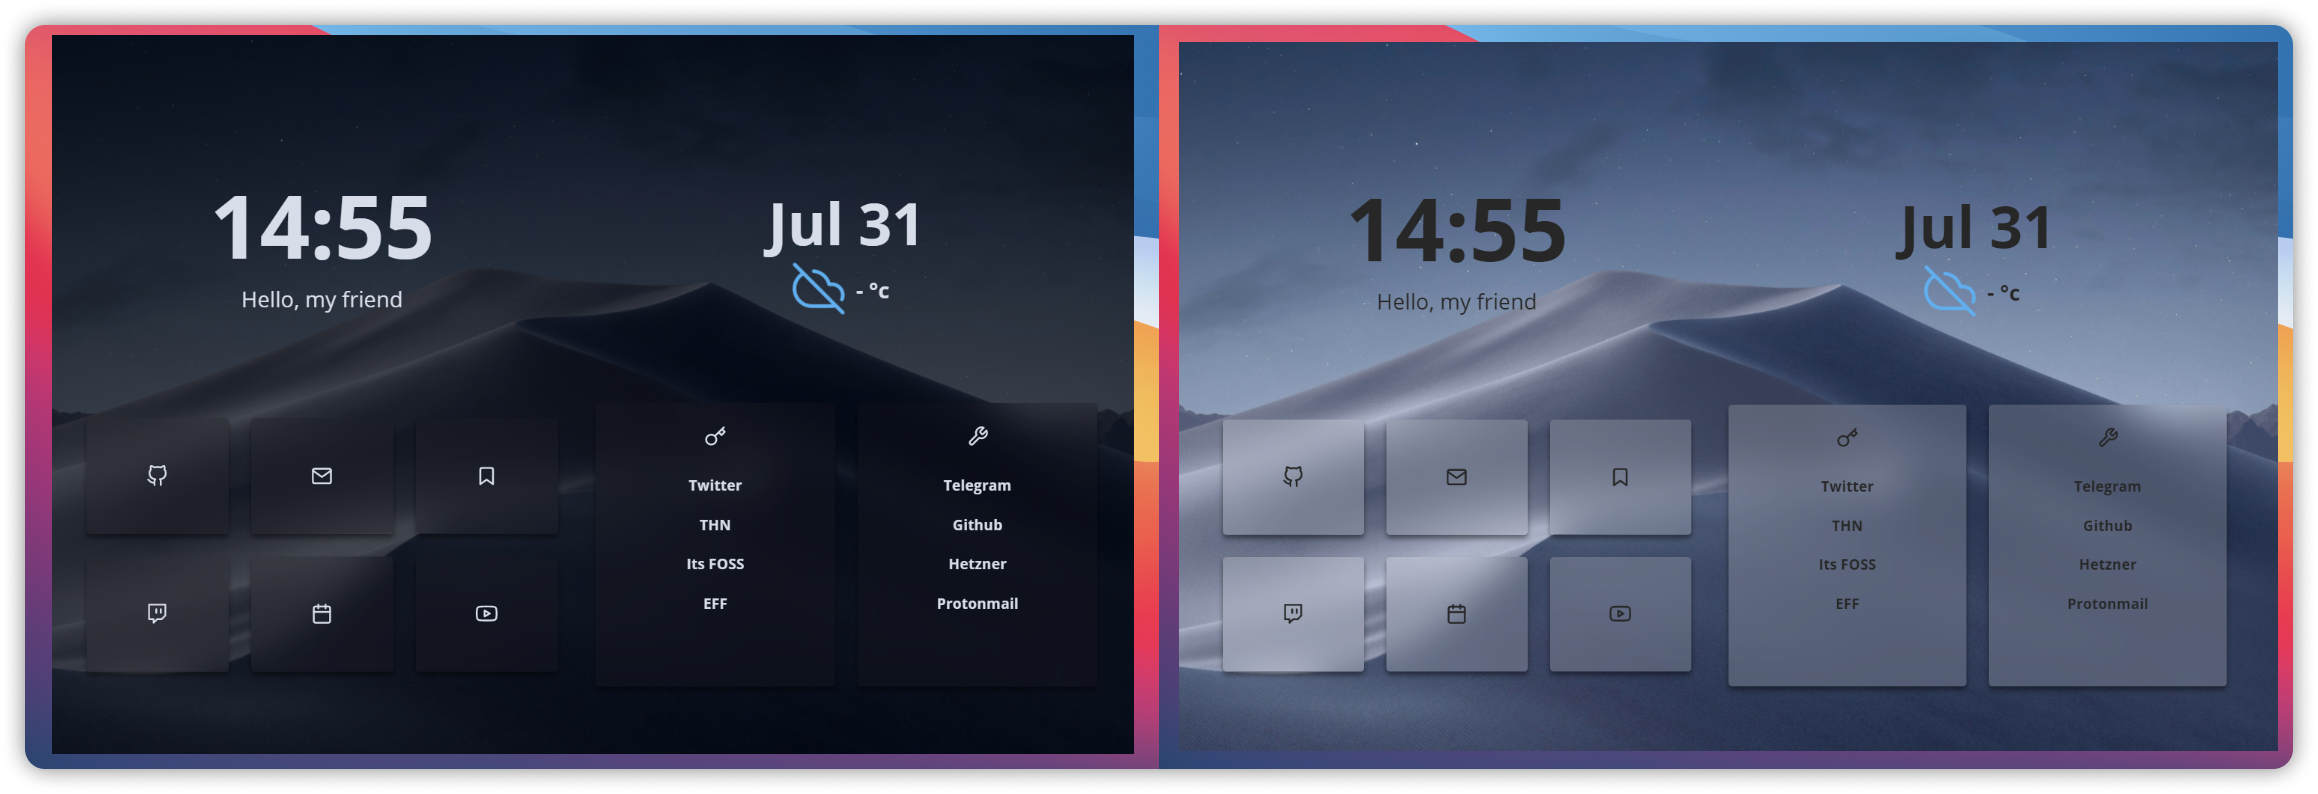 14:55
Hello, my friend
Jul 31
- °c
Twitter
THN
Its FOSS
EFF
Telegram
Github
Hetzner
Protonmail
14:55
Hello, my friend
Jul 31
- °c
Twitter
THN
Its FOSS
EFF
Telegram
Github
Hetzner
Protonmail